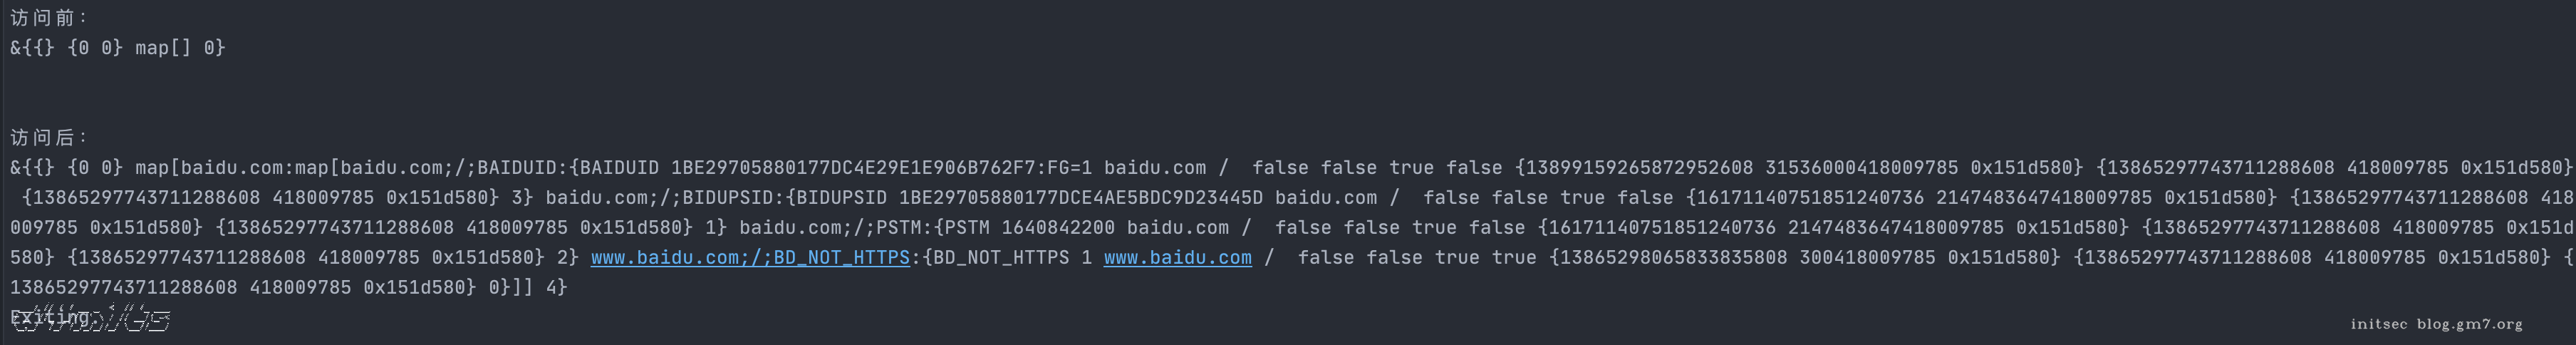 访问前：
&{{} {0 0} map[] 0}
访问后：
&{{} {0 0} map[baidu.com:map[baidu.com;/;BAIDUID:{BAIDUID 1BE29705880177DC4E29E1E906B762F7:FG=1 baidu.com /  false false true false {13899159265872952608 315360000418009785 0x151d580} {13865297743711288608 418009785 0x151d580}
{13865297743711288608 418009785 0x151d580} 3} baidu.com;/;BIDUPSID:{BIDUPSID 1BE29705880177DCE4AE5BDC9D23445D baidu.com /  false false true false {16171140751851240736 2147483647418009785 0x151d580} {13865297743711288608 418
009785 0x151d580} {13865297743711288608 418009785 0x151d580} 1} baidu.com;/;PSTM:{PSTM 1640842200 baidu.com /  false false true false {16171140751851240736 2147483647418009785 0x151d580} {13865297743711288608 418009785 0x151d
580} {13865297743711288608 418009785 0x151d580} 2} www.baidu.com;/;BD_NOT_HTTPS:{BD_NOT_HTTPS 1 www.baidu.com /  false false true true {13865298065833835808 300418009785 0x151d580} {13865297743711288608 418009785 0x151d580} {
13865297743711288608 418009785 0x151d580} 0}]] 4}
Exiting.
initsec blog.gm7.org